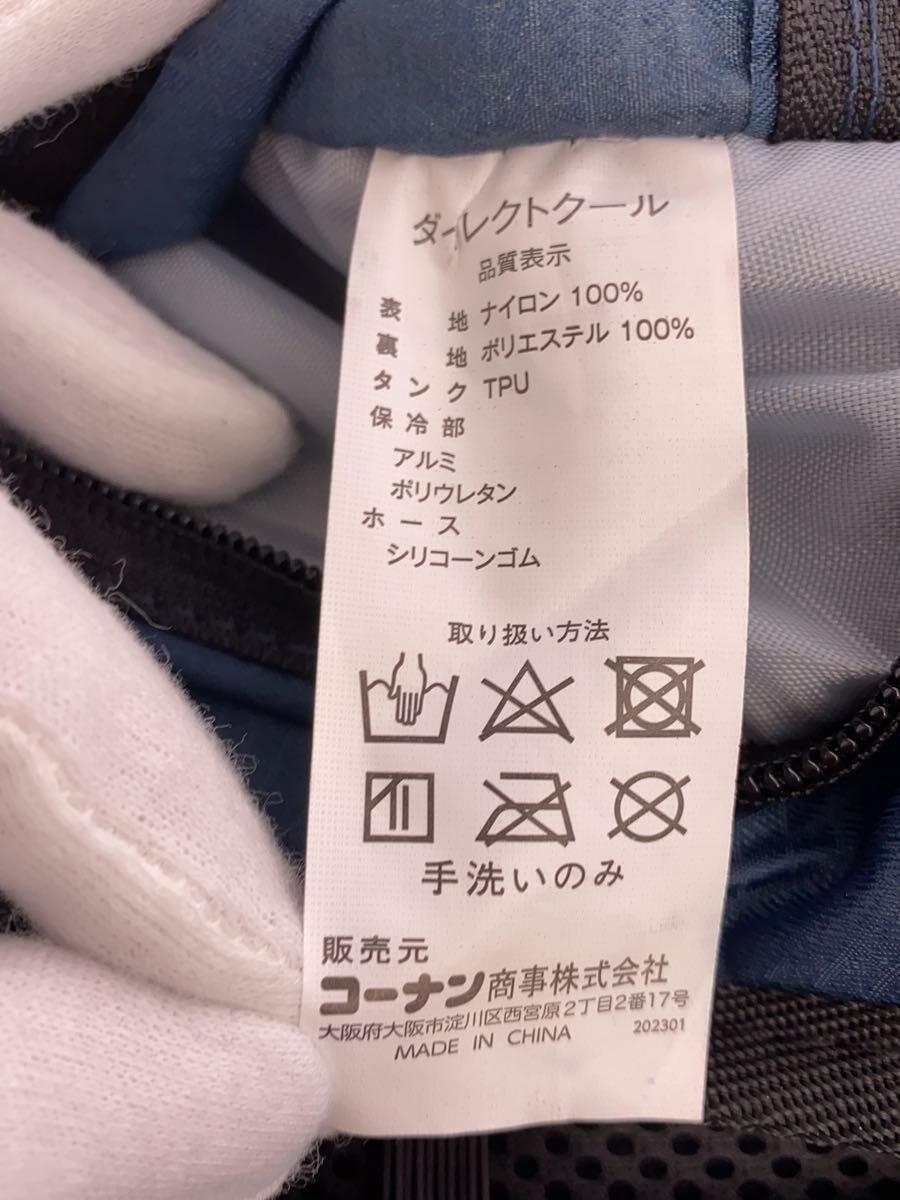 ダイレクトクール
品質表示
表地 ナイロン 100%
裏地 ポリエステル 100%
タンク TPU
保冷部
アルミ
ポリウレタン
ホース
シリコーンゴム
取り扱い方法
手洗いのみ
販売元
コーナン商事株式会社
大阪府大阪市淀川区西宮原2丁目2番17号
MADE IN CHINA 202301